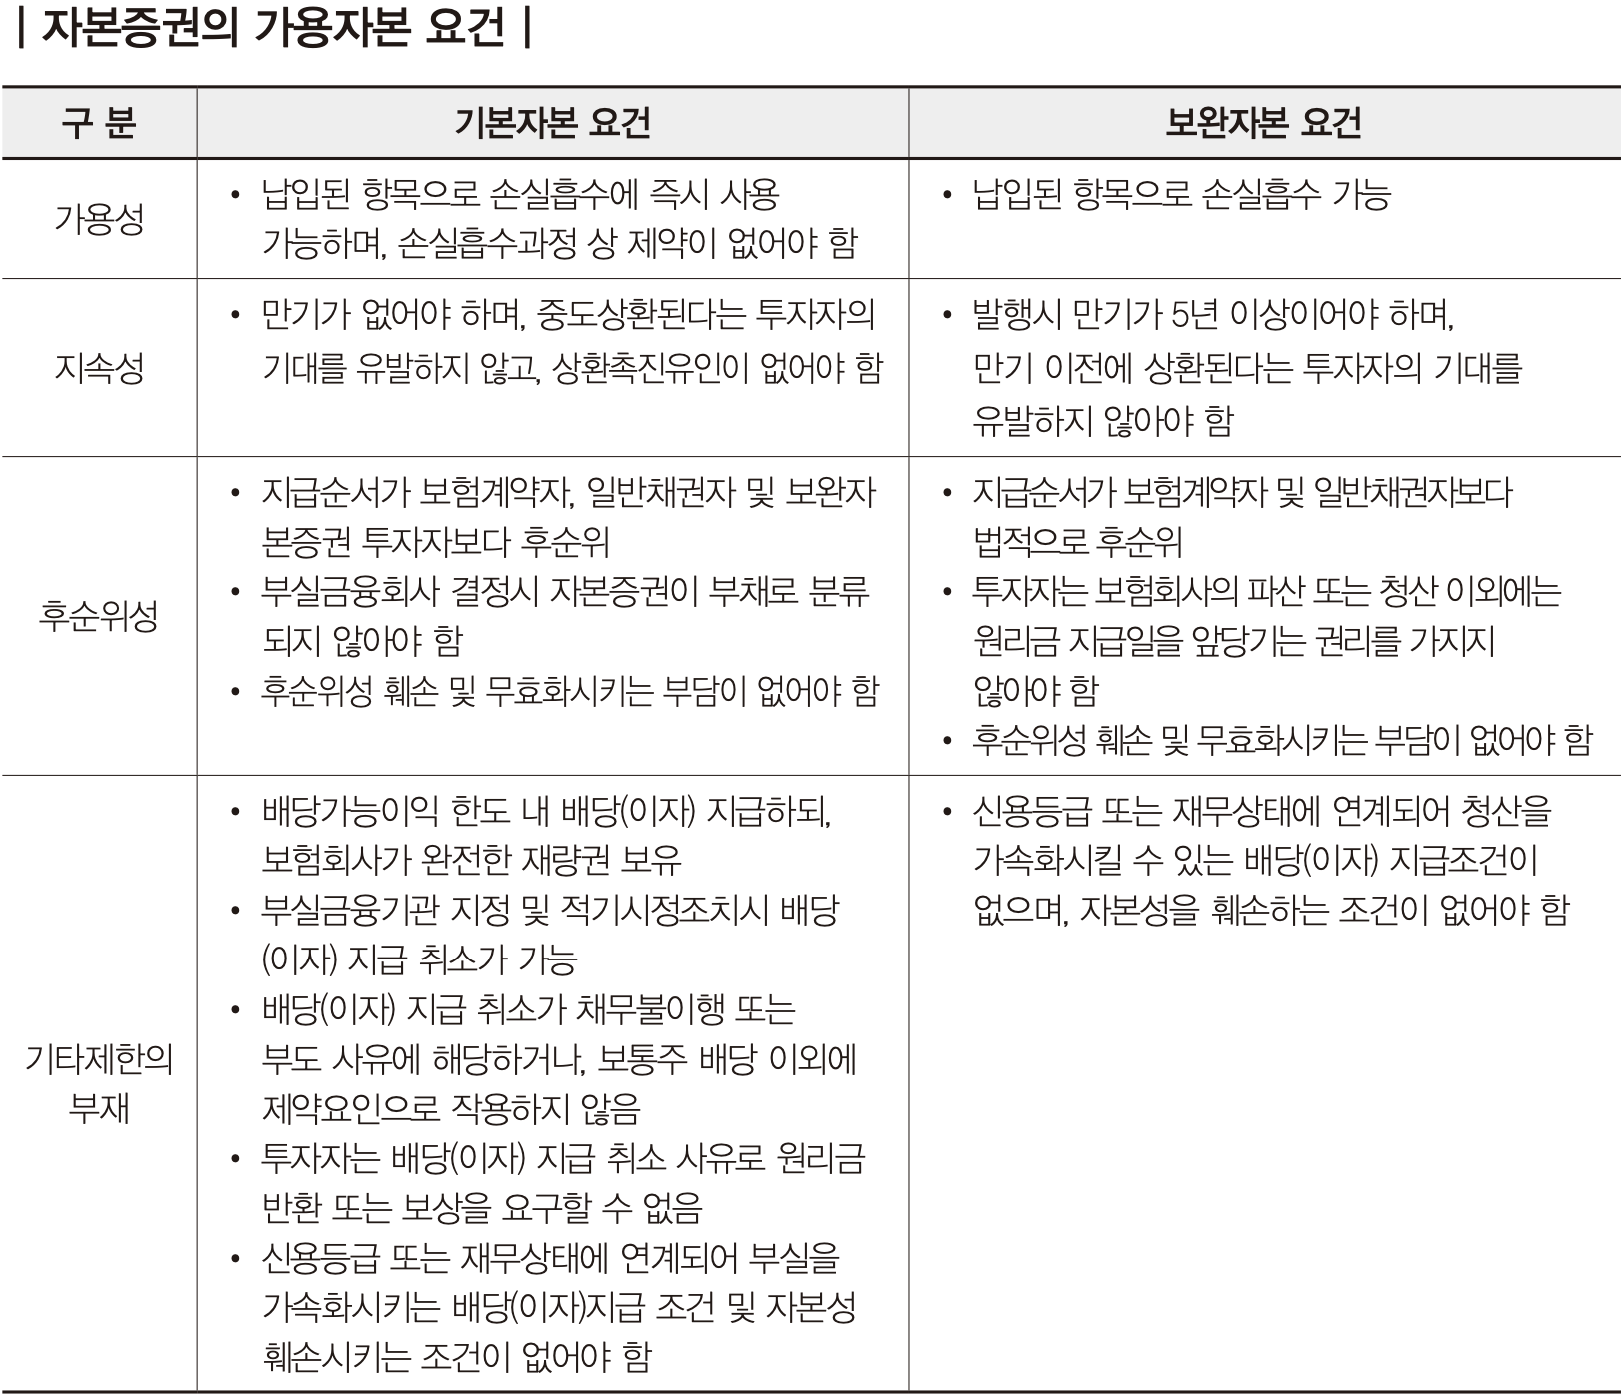 | 자본증권의 가용자본 요건 |
구 분
기본자본 요건
보완자본 요건
가용성
• 납입된 항목으로 손실흡수에 즉시 사용
가능하며, 손실흡수과정 상 제약이 없어야 함
• 납입된 항목으로 손실흡수 가능
지속성
• 만기가 없어야 하며, 중도상환된다는 투자자의
기대를 유발하지 않고, 상환촉진유인이 없어야 함
• 발행시 만기가 5년 이상이어야 하며,
만기 이전에 상환된다는 투자자의 기대를
유발하지 않아야 함
후순위성
• 지급순서가 보험계약자, 일반채권자 및 보완자
본증권 투자자보다 후순위
• 부실금융회사 결정시 자본증권이 부채로 분류
되지 않아야 함
• 후순위성 훼손 및 무효화시키는 부담이 없어야 함
• 지급순서가 보험계약자 및 일반채권자보다
법적으로 후순위
• 투자자는 보험회사의 파산 또는 청산 이외에는
원리금 지급일을 앞당기는 권리를 가지지
않아야 함
• 후순위성 훼손 및 무효화시키는 부담이 없어야 함
기타제한의
부재
• 배당가능이익 한도 내 배당(이자) 지급하되,
보험회사가 완전한 재량권 보유
• 부실금융기관 지정 및 적기시정조치시 배당
(이자) 지급 취소가 가능
• 배당(이자) 지급 취소가 채무불이행 또는
부도 사유에 해당하거나, 보통주 배당 이외에
제약요인으로 작용하지 않음
• 투자자는 배당(이자) 지급 취소 사유로 원리금
반환 또는 보상을 요구할 수 없음
• 신용등급 또는 재무상태에 연계되어 부실을
가속화시키는 배당(이자)지급 조건 및 자본성
훼손시키는 조건이 없어야 함
• 신용등급 또는 재무상태에 연계되어 청산을
가속화시킬 수 있는 배당(이자) 지급조건이
없으며, 자본성을 훼손하는 조건이 없어야 함